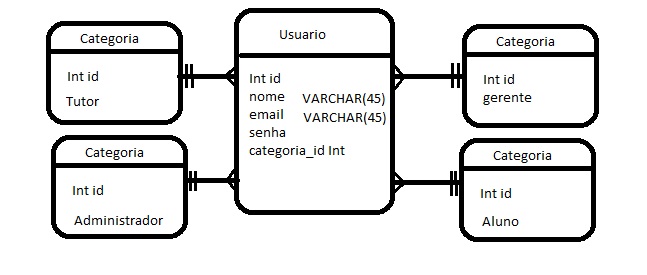 Categoria
Int id
Tutor
Usuario
Int id
nome VARCHAR(45)
email VARCHAR(45)
senha
categoria_id Int
Categoria
Int id
gerente
Categoria
Int id
Administrador
Categoria
Int id
Aluno